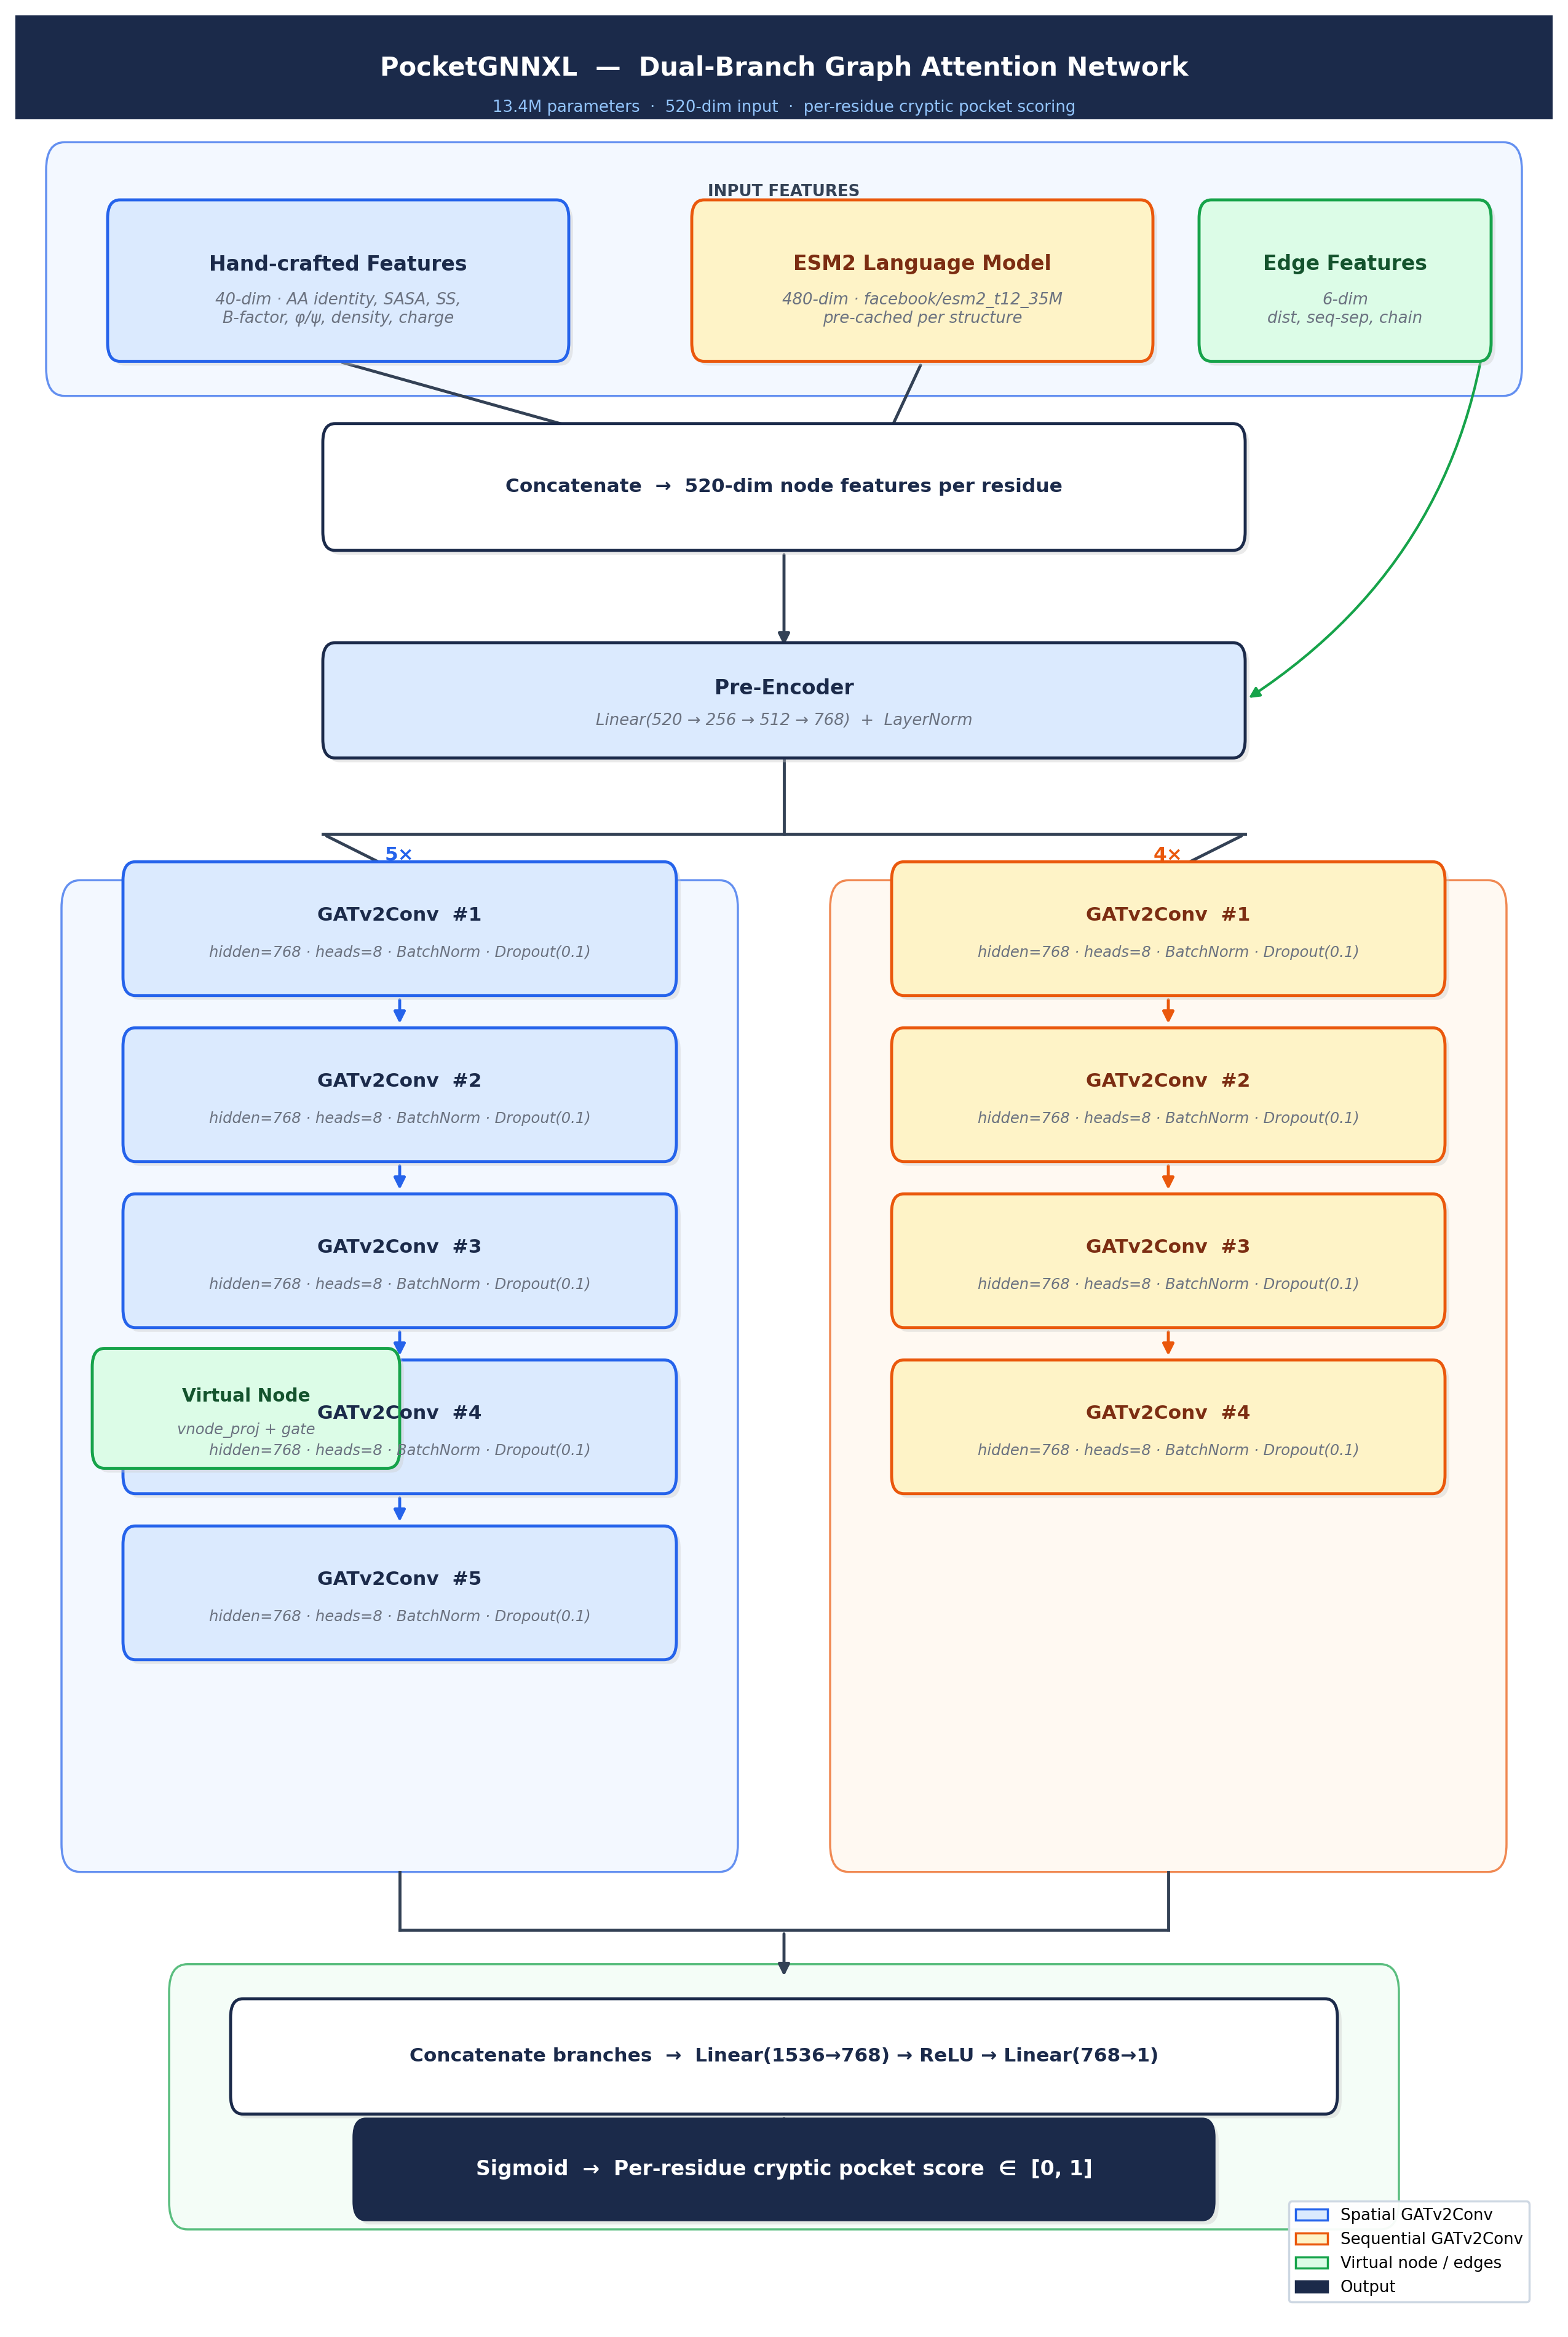 PocketGNNXL — Dual-Branch Graph Attention Network
13.4M parameters · 520-dim input · per-residue cryptic pocket scoring
INPUT FEATURES
Hand-crafted Features
40-dim · AA identity, SASA, SS,
B-factor, φ/ψ, density, charge
ESM2 Language Model
480-dim · facebook/esm2_t12_35M
pre-cached per structure
Edge Features
6-dim
dist, seq-sep, chain
Concatenate → 520-dim node features per residue
Pre-Encoder
Linear(520 → 256 → 512 → 768) + LayerNorm
5×
GATv2Conv #1
hidden=768 · heads=8 · BatchNorm · Dropout(0.1)
GATv2Conv #2
hidden=768 · heads=8 · BatchNorm · Dropout(0.1)
GATv2Conv #3
hidden=768 · heads=8 · BatchNorm · Dropout(0.1)
Virtual Node
vnode_proj + gate
GATv2Conv #4
hidden=768 · heads=8 · BatchNorm · Dropout(0.1)
GATv2Conv #5
hidden=768 · heads=8 · BatchNorm · Dropout(0.1)
4×
GATv2Conv #1
hidden=768 · heads=8 · BatchNorm · Dropout(0.1)
GATv2Conv #2
hidden=768 · heads=8 · BatchNorm · Dropout(0.1)
GATv2Conv #3
hidden=768 · heads=8 · BatchNorm · Dropout(0.1)
GATv2Conv #4
hidden=768 · heads=8 · BatchNorm · Dropout(0.1)
Concatenate branches → Linear(1536→768) → ReLU → Linear(768→1)
Sigmoid → Per-residue cryptic pocket score ∈ [0, 1]
Spatial GATv2Conv
Sequential GATv2Conv
Virtual node / edges
Output